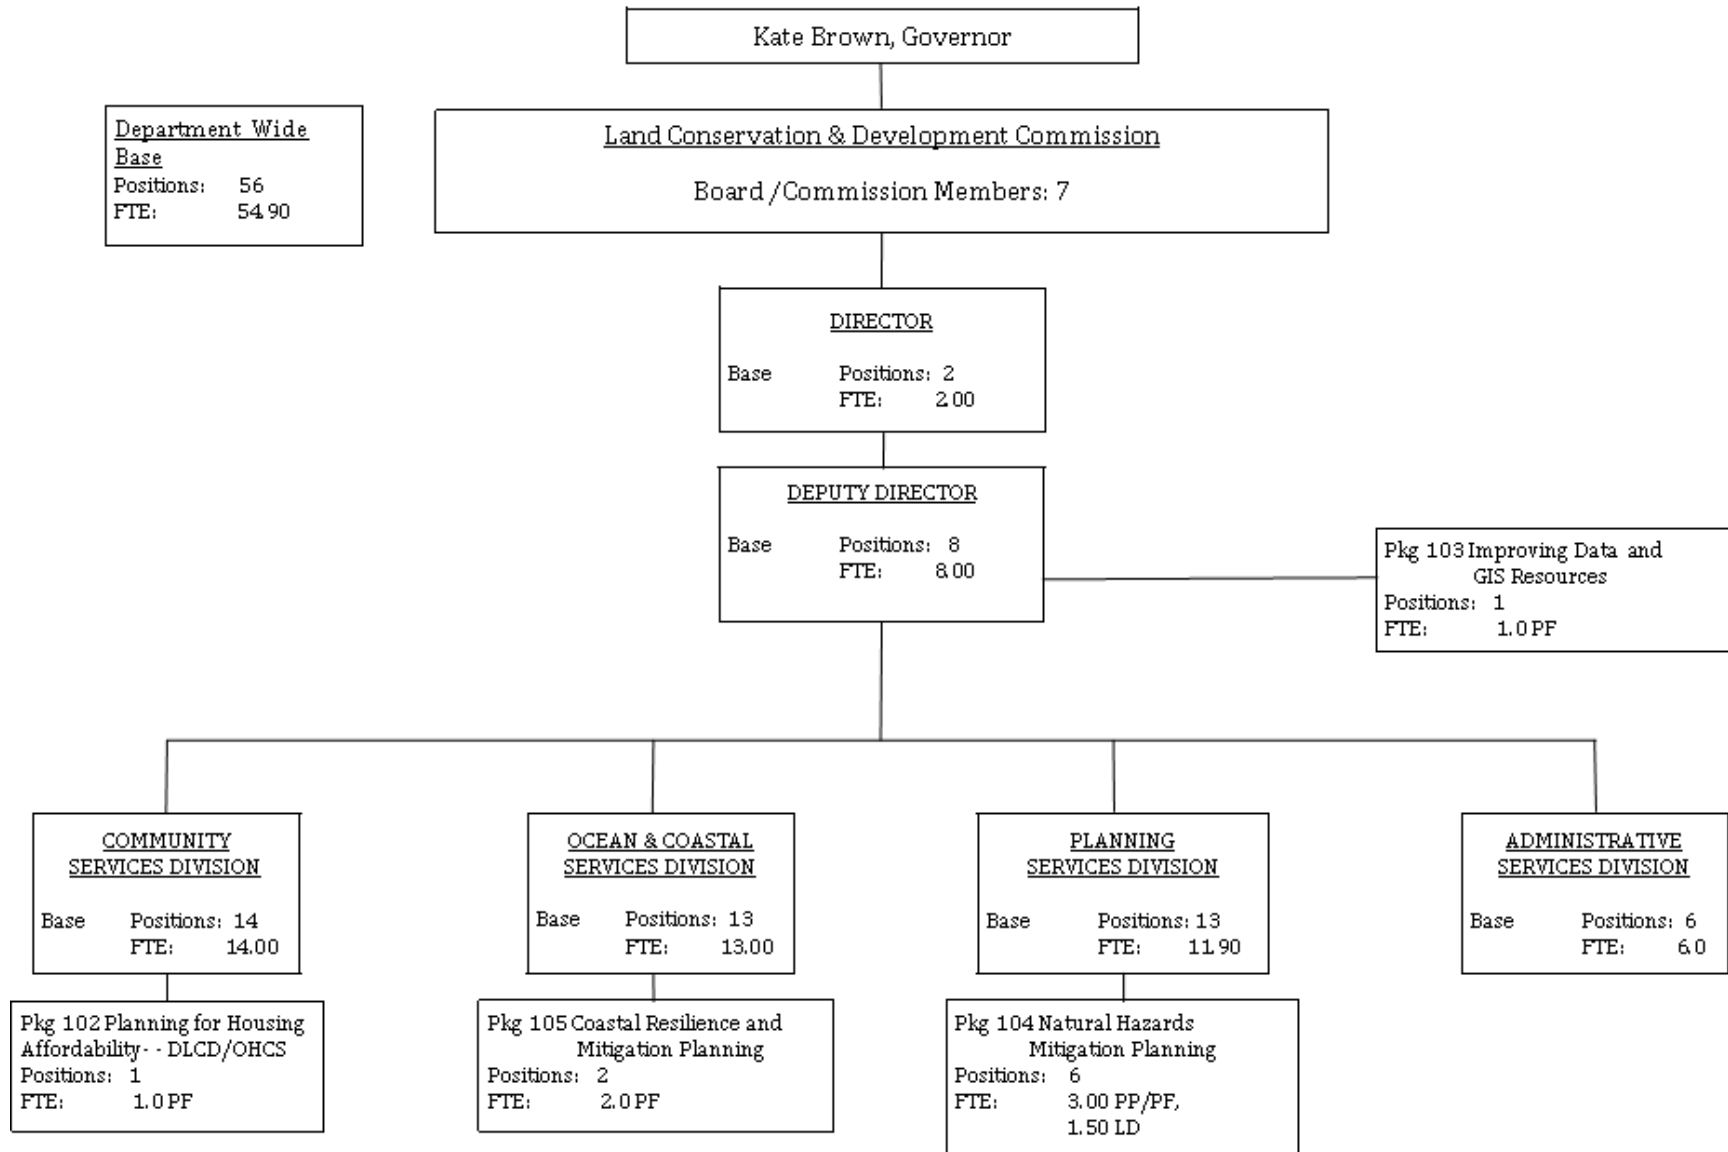 Kate Brown, Governor
Department Wide
Base
Positions: 56
FTE: 54.90
Land Conservation & Development Commission
Board /Commission Members: 7
DIRECTOR
Base Positions: 2
FTE: 2.00
DEPUTY DIRECTOR
Base Positions: 8
FTE: 8.00
Pkg 103 Improving Data and
GIS Resources
Positions: 1
FTE: 1.0 PF
COMMUNITY
SERVICES DIVISION
Base Positions: 14
FTE: 14.00
OCEAN & COASTAL
SERVICES DIVISION
Base Positions: 13
FTE: 13.00
PLANNING
SERVICES DIVISION
Base Positions: 13
FTE: 11.90
ADMINISTRATIVE
SERVICES DIVISION
Base Positions: 6
FTE: 6.0
Pkg 102 Planning for Housing
Affordability-- DLCD/OHCS
Positions: 1
FTE: 1.0 PF
Pkg 105 Coastal Resilience and
Mitigation Planning
Positions: 2
FTE: 2.0 PF
Pkg 104 Natural Hazards
Mitigation Planning
Positions: 6
FTE: 3.00 PP/PF,
1.50 LD